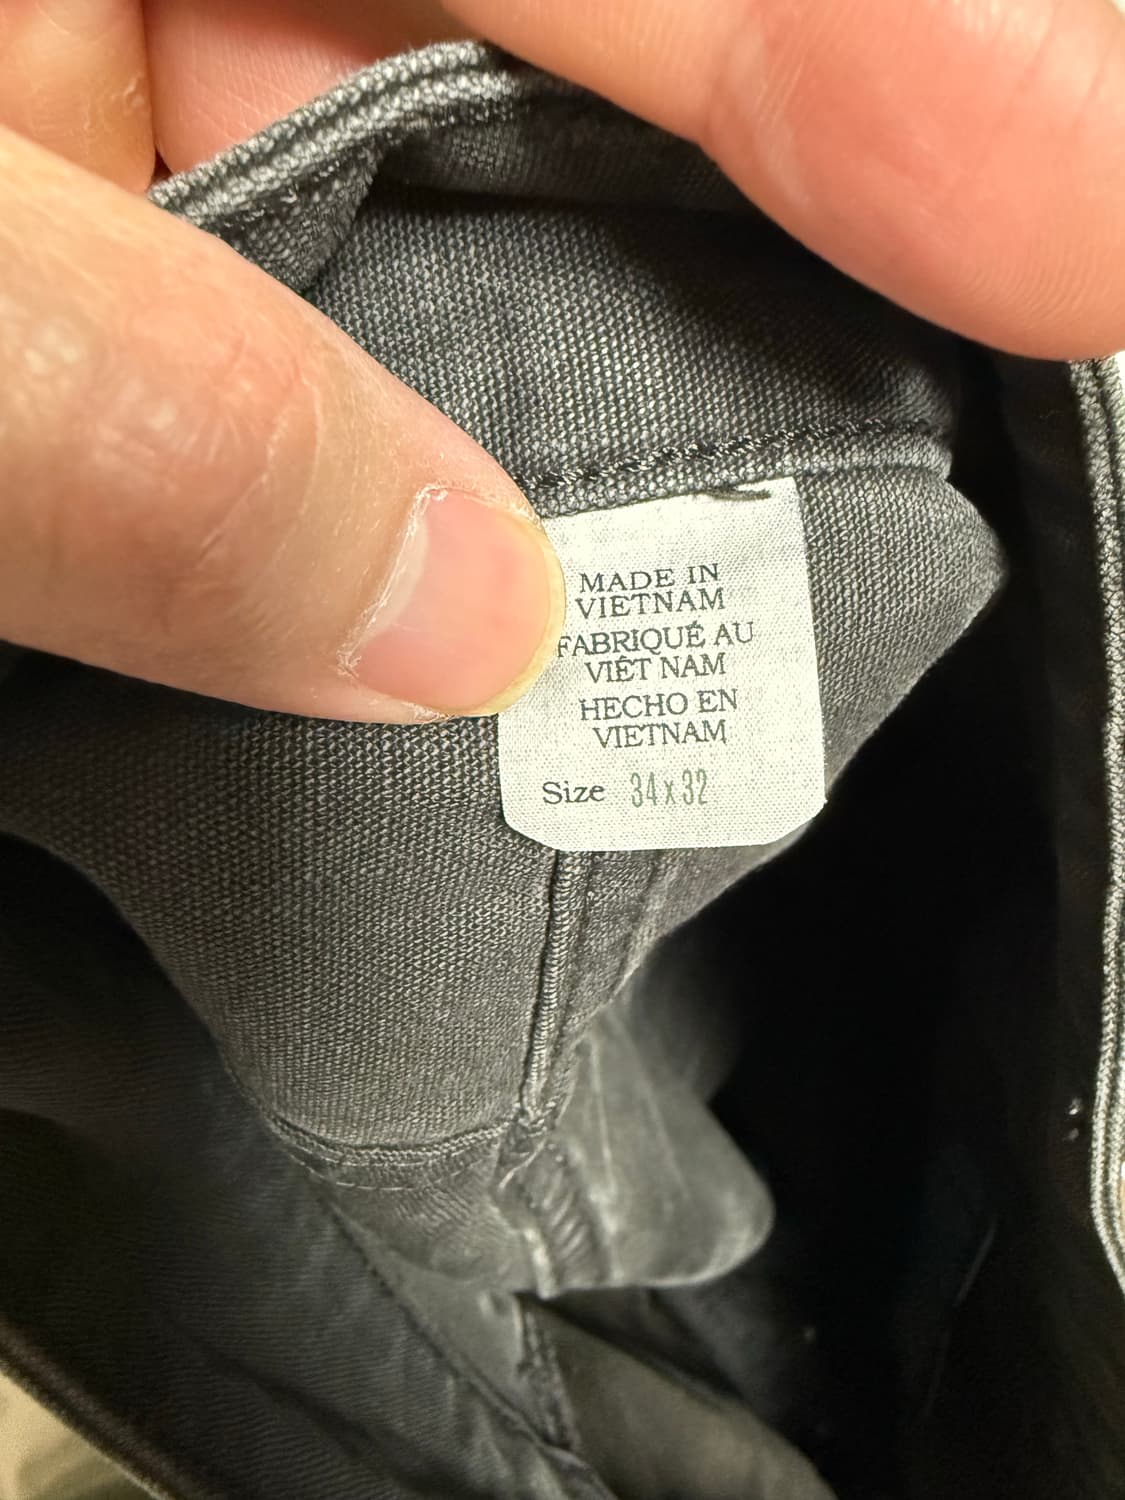 MADE IN
VIETNAM
FABRIQUÉ AU
VIÊT NAM
HECHO EN
VIETNAM
Size 34x32